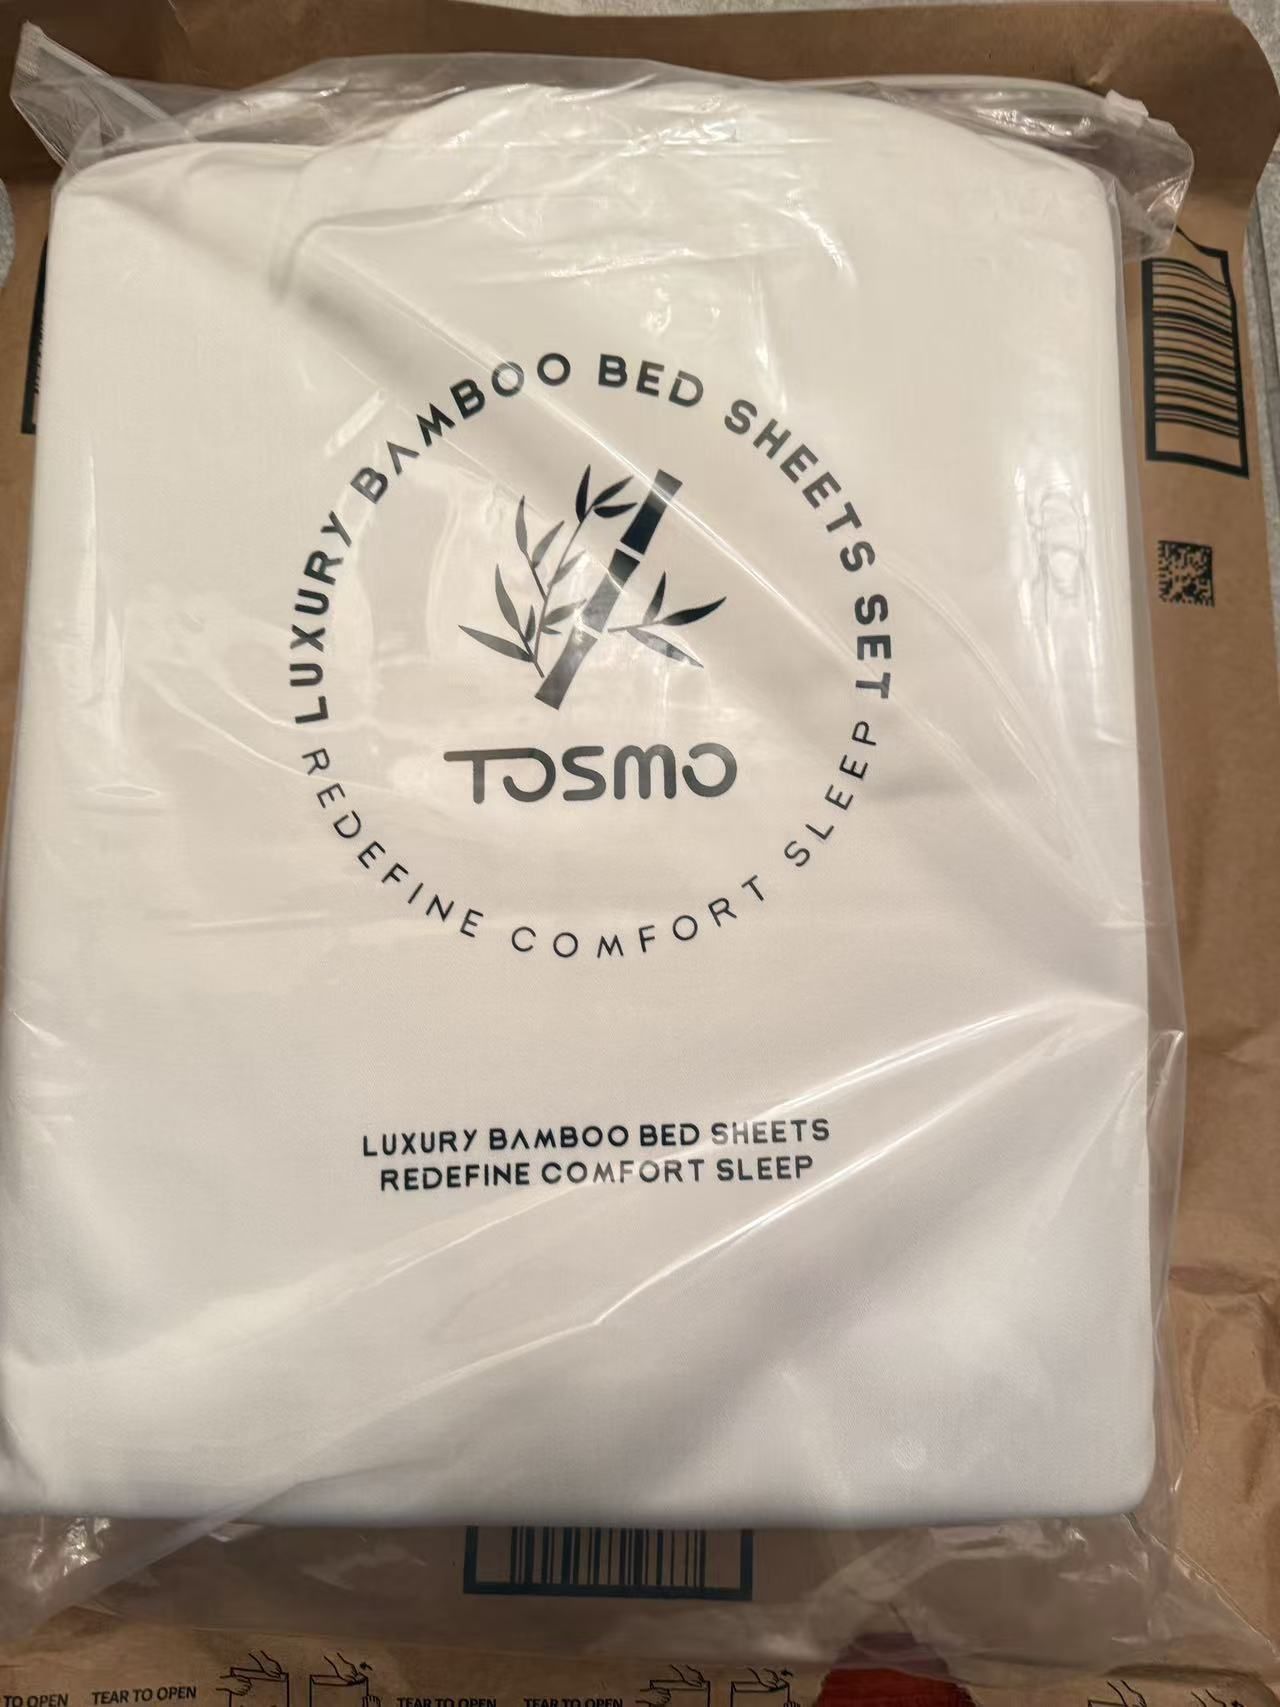 LUXURY BAMBOO BED SHEETS SET
REDEFINE COMFORT SLEEP
TOSMO
LUXURY BAMBOO BED SHEETS
REDEFINE COMFORT SLEEP
TO OPEN TEAR TO OPEN TEAR TO OPEN TEAR TO OPEN